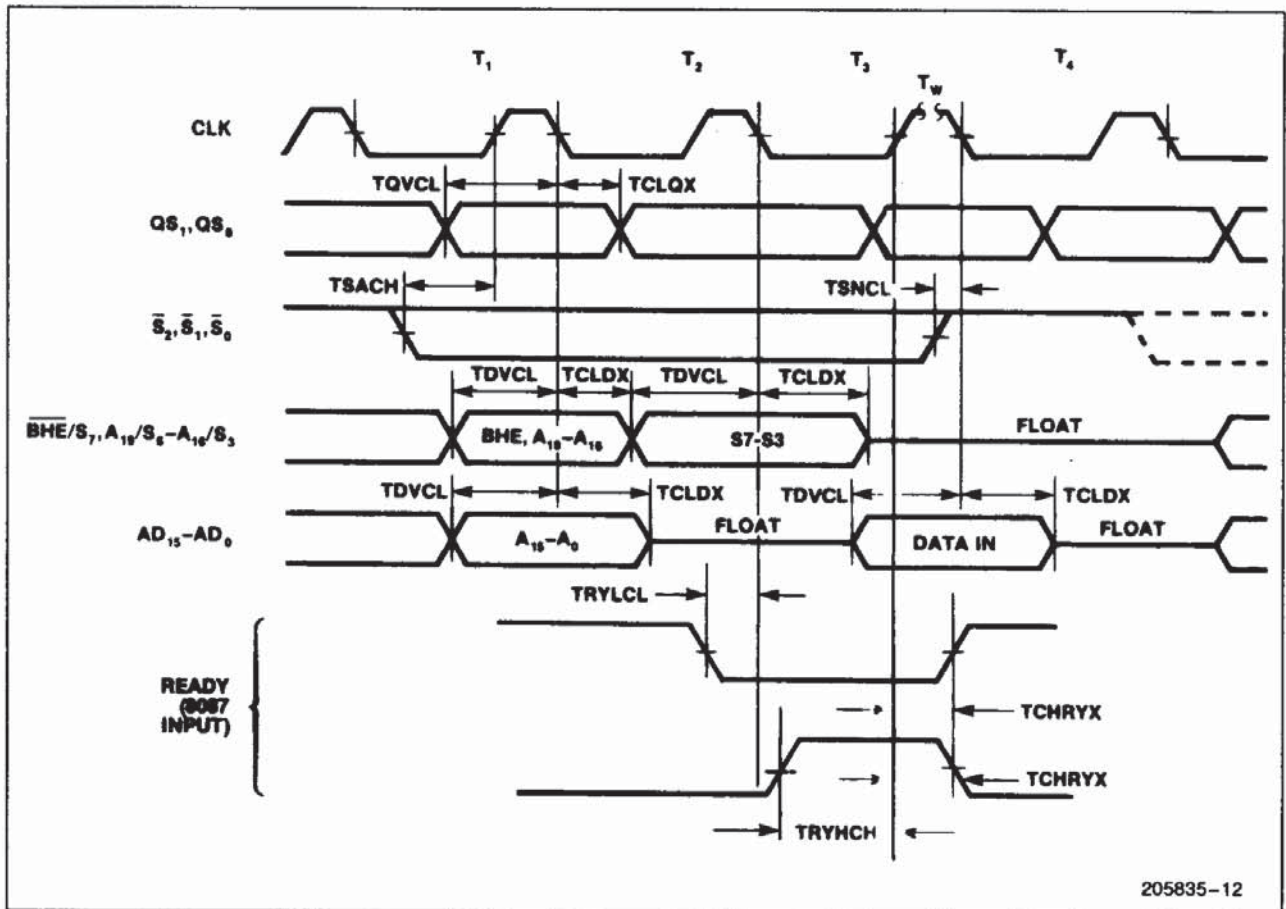 T₁ T₂ T₃ T_W T₄
CLK
TQVCL TCLQX
QS₁, QS₀
TSACH TSNCL
S̅₂, S̅₁, S̅₀
TDVCL TCLDX TDVCL TCLDX
B̅H̅E̅/S₇, A₁₉/S₆–A₁₆/S₃ BHE, A₁₉–A₁₆ S7-S3 FLOAT
TDVCL TCLDX TDVCL TCLDX
AD₁₅–AD₀ A₁₅–A₀ FLOAT DATA IN FLOAT
TRYLCL
READY
(8087
INPUT)
TCHRYX
TCHRYX
TRYHCH
205835–12